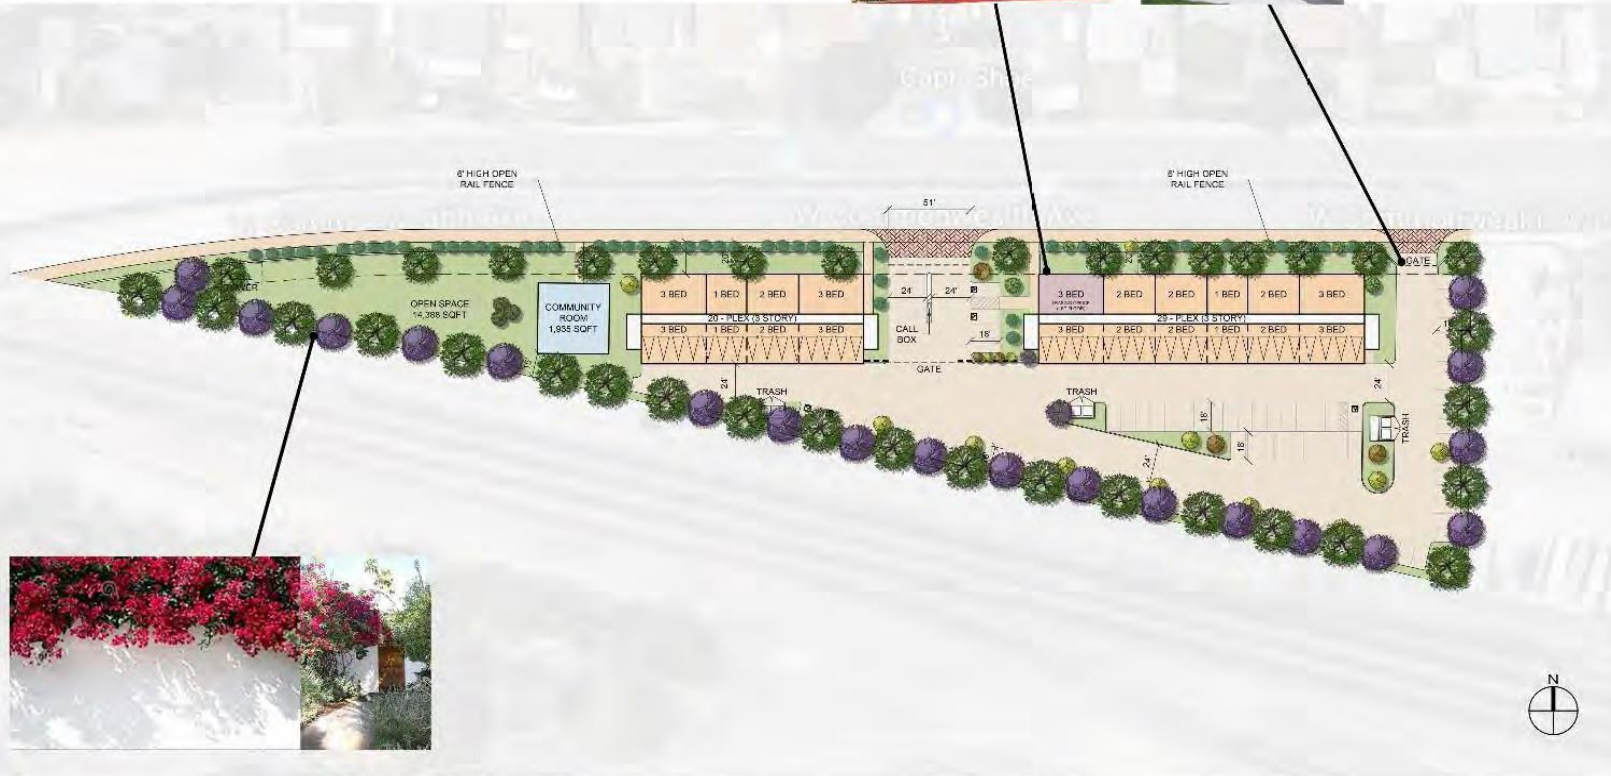 6' HIGH OPEN
RAIL FENCE
6' HIGH OPEN
RAIL FENCE
51'
GATE
OPEN SPACE
14,388 SQFT
COMMUNITY
ROOM
1,935 SQFT
3 BED
1 BED
2 BED
3 BED
20 - PLEX (3 STORY)
3 BED
1 BED
2 BED
3 BED
24'
24'
CALL
BOX
18'
GATE
3 BED
2 BED
2 BED
1 BED
2 BED
3 BED
29 - PLEX (3 STORY)
3 BED
2 BED
2 BED
1 BED
2 BED
3 BED
24'
TRASH
TRASH
18'
18'
24'
24'
TRASH
N